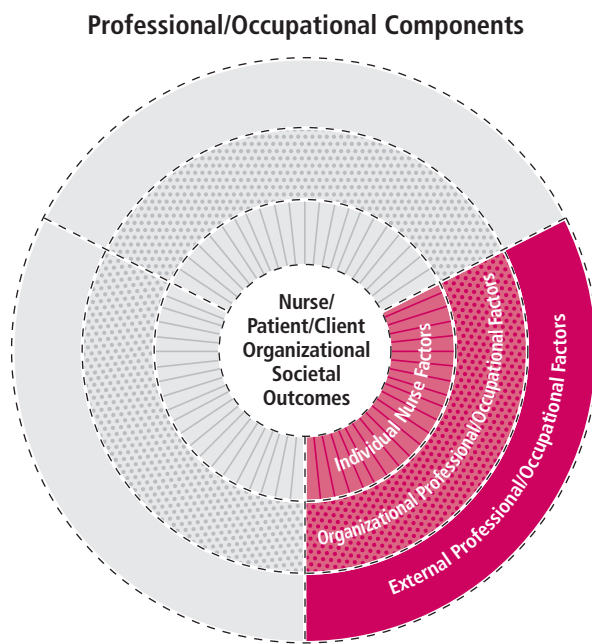 Professional/Occupational Components
Nurse/
Patient/Client
Organizational
Societal
Outcomes
Individual Nurse Factors
Organizational Professional/Occupational Factors
External Professional/Occupational Factors